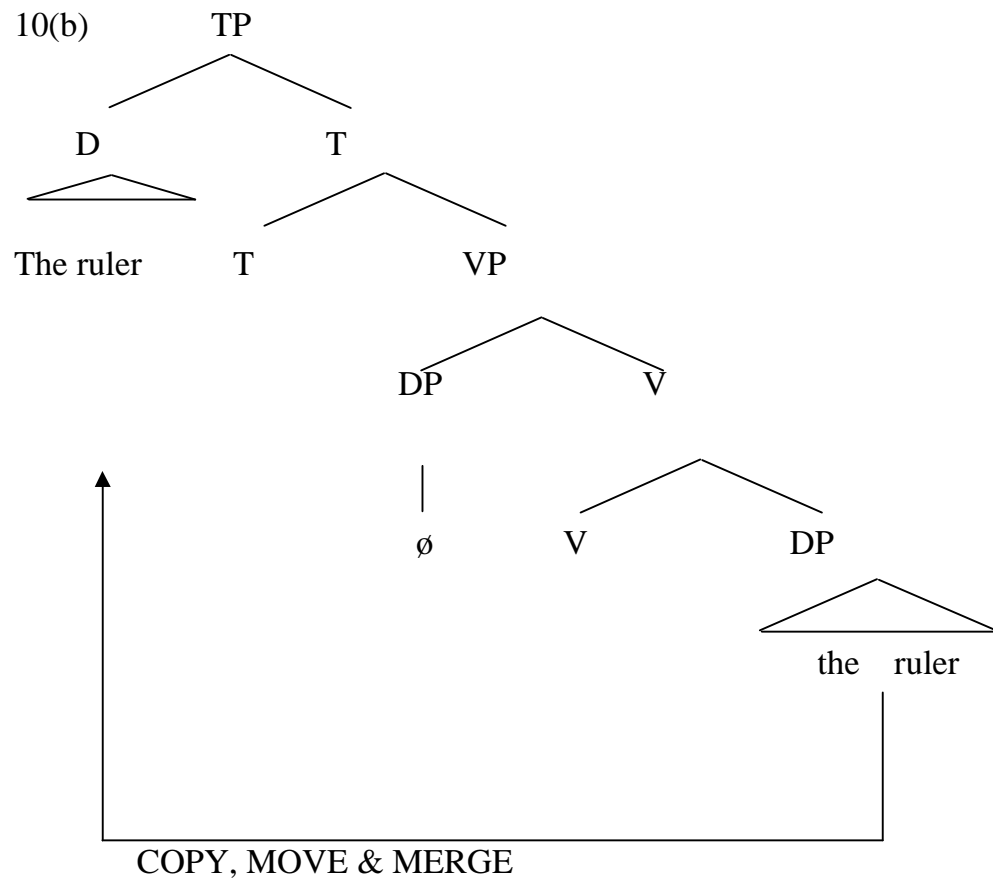 10(b) TP
D T
The ruler T VP
DP V
ø V DP
the ruler
COPY, MOVE & MERGE